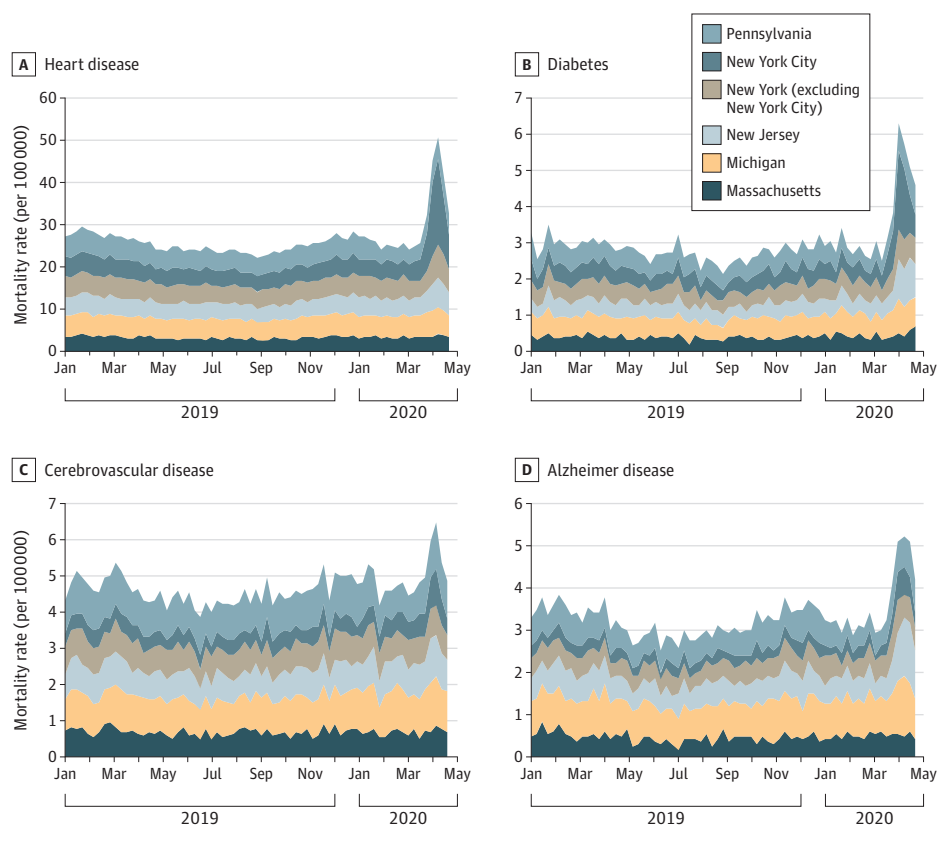 Pennsylvania
New York City
New York (excluding
New York City)
New Jersey
Michigan
Massachusetts
A Heart disease
Mortality rate (per 100 000)
60
50
40
30
20
10
0
Jan Mar May Jul Sep Nov Jan Mar May
2019 2020
B Diabetes
7
6
5
4
3
2
1
0
Jan Mar May Jul Sep Nov Jan Mar May
2019 2020
C Cerebrovascular disease
Mortality rate (per 100 000)
7
6
5
4
3
2
1
0
Jan Mar May Jul Sep Nov Jan Mar May
2019 2020
D Alzheimer disease
6
5
4
3
2
1
0
Jan Mar May Jul Sep Nov Jan Mar May
2019 2020